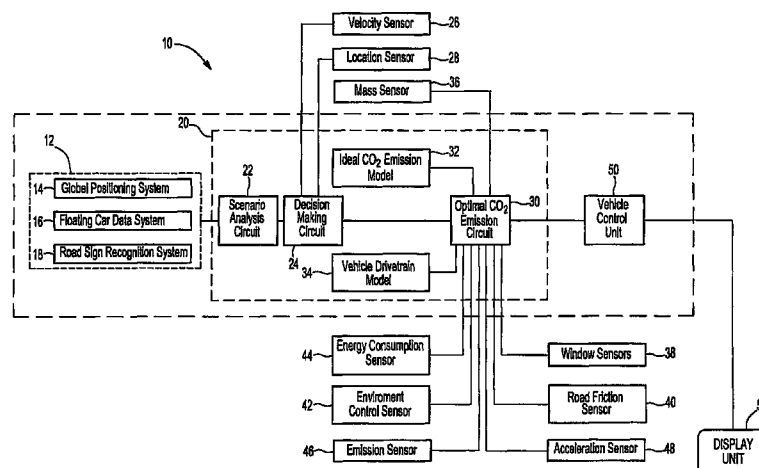 Velocity Sensor
26
10
Location Sensor
28
Mass Sensor
36
20
12
14
Global Positioning System
16
Floating Car Data System
18
Road Sign Recognition System
22
Scenario
Analysis
Circuit
Decision
Making
Circuit
24
Ideal CO2 Emission
Model
32
Optimal CO2
Emission
Circuit
30
34
Vehicle Drivetrain
Model
50
Vehicle
Control
Unit
44
Energy Consumption
Sensor
Window Sensors
38
42
Enviroment
Control Sensor
Road Friction
Sensor
40
46
Emission Sensor
Acceleration Sensor
48
DISPLAY
UNIT